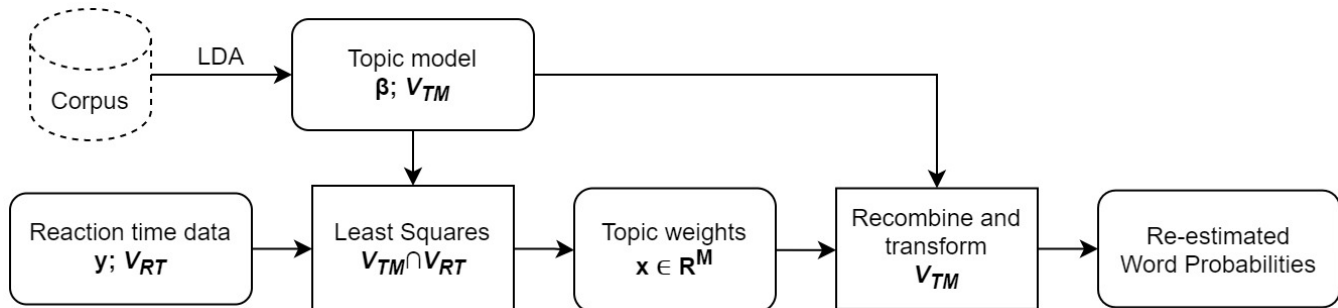 Corpus
LDA
Topic model
β; V_TM
Reaction time data
y; V_RT
Least Squares
V_TM∩V_RT
Topic weights
x ∈ R^M
Recombine and
transform
V_TM
Re-estimated
Word Probabilities